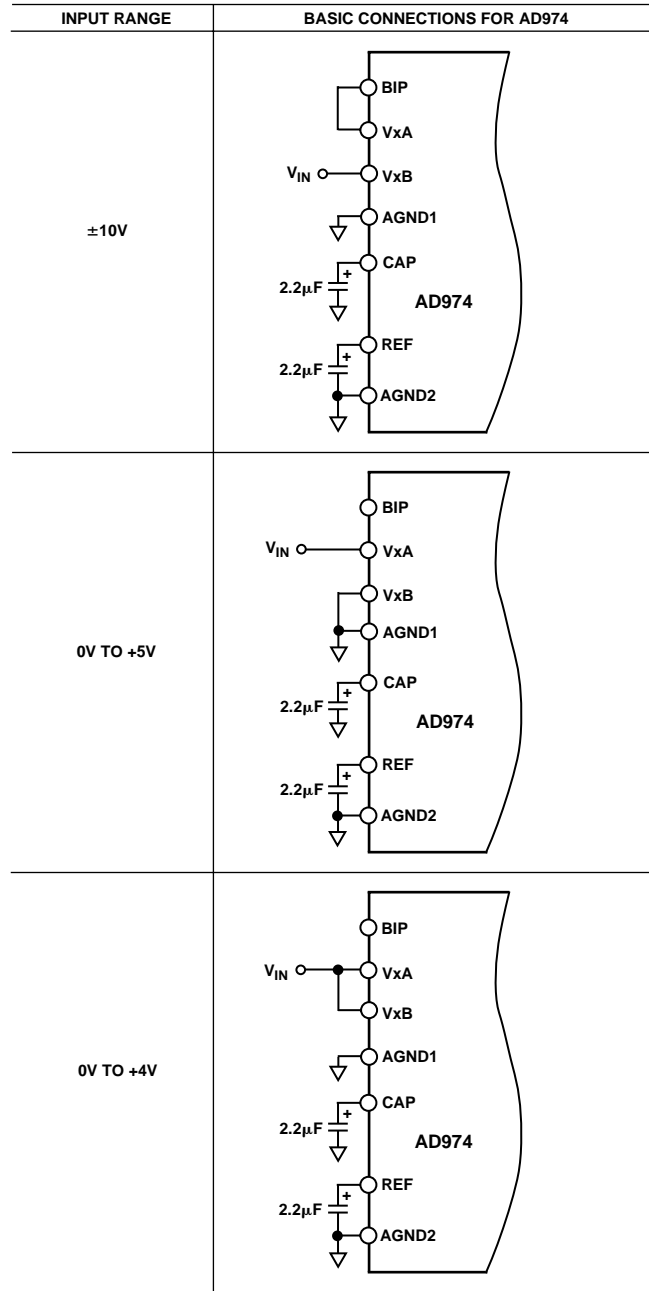 INPUT RANGE BASIC CONNECTIONS FOR AD974
±10V
BIP
VxA
VIN VxB
AGND1
CAP
+
2.2µF
AD974
REF
+
2.2µF
AGND2
0V TO +5V
BIP
VIN VxA
VxB
AGND1
CAP
+
2.2µF
AD974
REF
+
2.2µF
AGND2
0V TO +4V
BIP
VIN VxA
VxB
AGND1
CAP
+
2.2µF
AD974
REF
+
2.2µF
AGND2